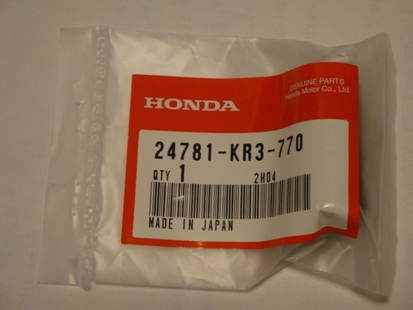 GENUINE PARTS
Honda Motor Co., Ltd.
HONDA
24781-KR3-770
QTY 1 2H04
MADE IN JAPAN